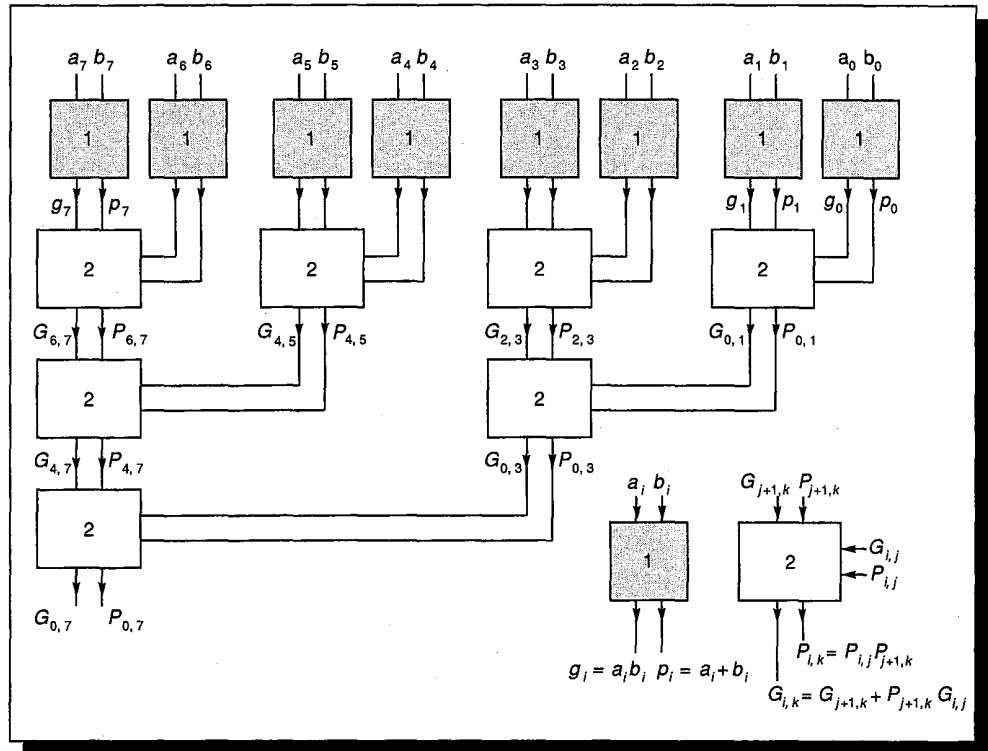 a7 b7 a6 b6 a5 b5 a4 b4 a3 b3 a2 b2 a1 b1 a0 b0
1 1 1 1 1 1 1 1
g7 p7 g1 p1 g0 p0
2 2 2 2
G6,7 P6,7 G4,5 P4,5 G2,3 P2,3 G0,1 P0,1
2 2
G4,7 P4,7 G0,3 P0,3
ai bi Gj+1,k Pj+1,k
2 1 2 Gi,j
Pi,j
G0,7 P0,7
Pi,k = Pi,j Pj+1,k
gi = aibi pi = ai + bi
Gi,k = Gj+1,k + Pj+1,k Gi,j